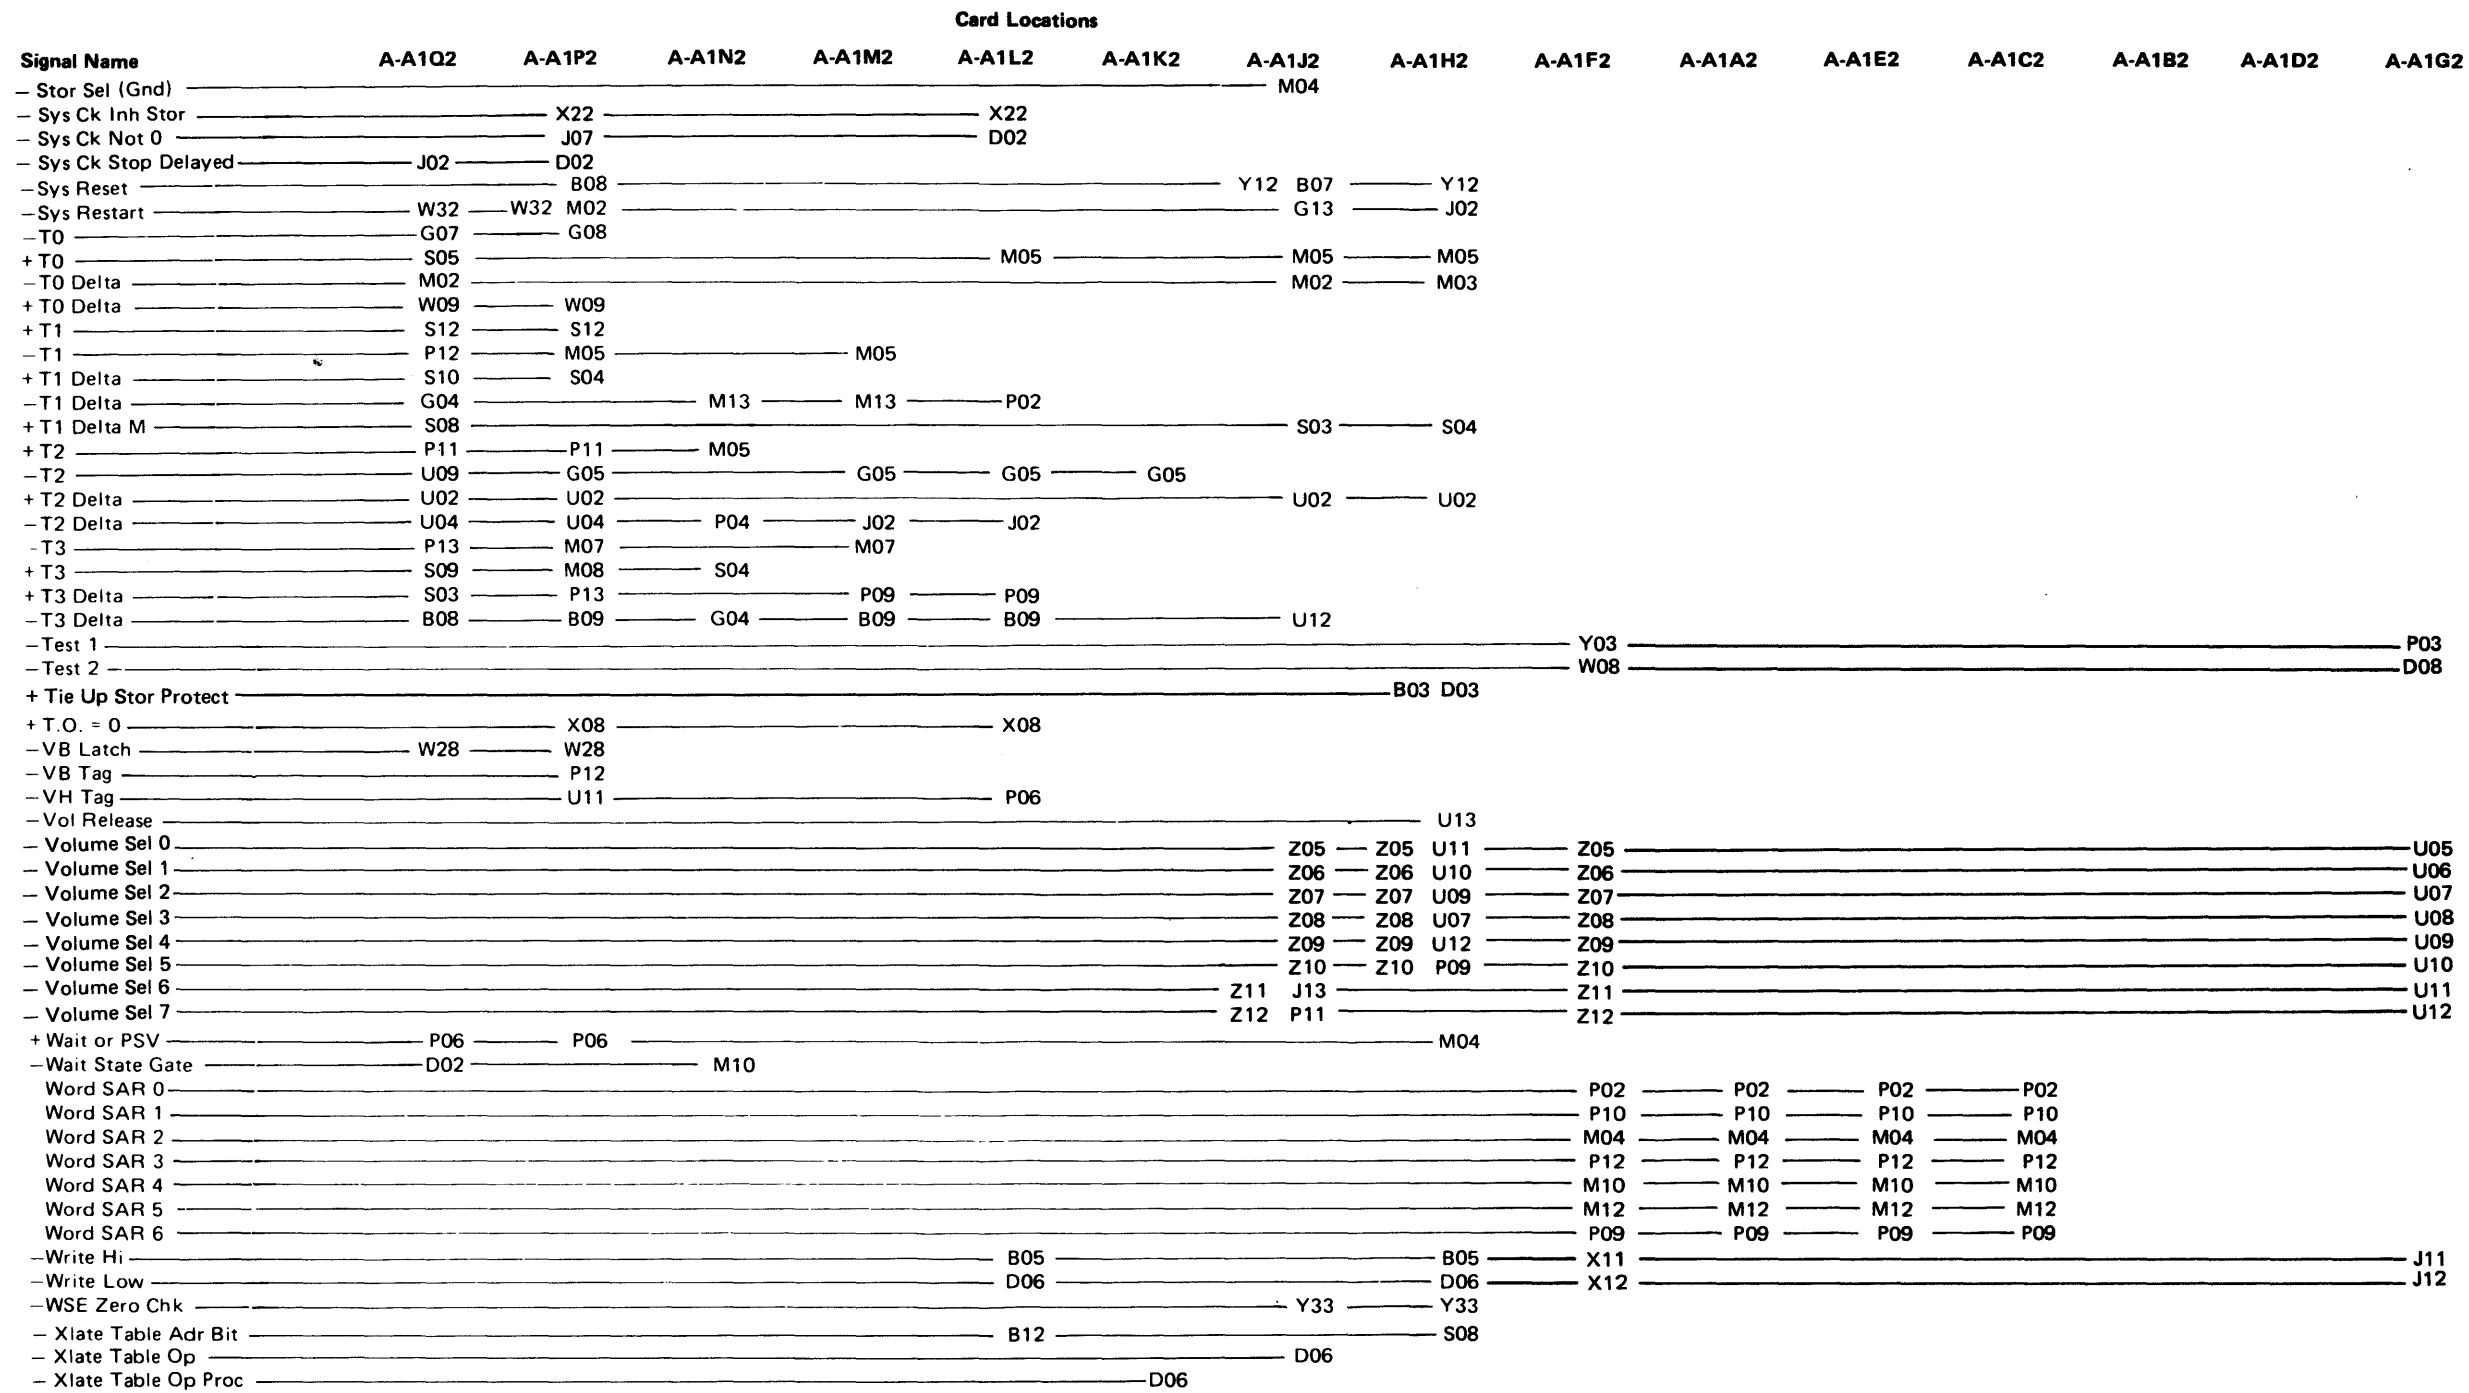 Card Locations
Signal Name A-A1Q2 A-A1P2 A-A1N2 A-A1M2 A-A1L2 A-A1K2 A-A1J2 A-A1H2 A-A1F2 A-A1A2 A-A1E2 A-A1C2 A-A1B2 A-A1D2 A-A1G2
— Stor Sel (Gnd) M04
— Sys Ck Inh Stor X22 X22
— Sys Ck Not 0 J07 D02
— Sys Ck Stop Delayed J02 D02
—Sys Reset B08 Y12 B07 Y12
—Sys Restart W32 W32 M02 G13 J02
—T0 G07 G08
+ T0 S05 M05 M05 M05
—T0 Delta M02 M02 M03
+ T0 Delta W09 W09
+ T1 S12 S12
—T1 P12 M05 M05
+ T1 Delta S10 S04
—T1 Delta G04 M13 M13 P02
+ T1 Delta M S08 S03 S04
+ T2 P11 P11 M05
—T2 U09 G05 G05 G05 G05
+ T2 Delta U02 U02 U02 U02
—T2 Delta U04 U04 P04 J02 J02
-T3 P13 M07 M07
+ T3 S09 M08 S04
+ T3 Delta S03 P13 P09 P09
—T3 Delta B08 B09 G04 B09 B09 U12
—Test 1 Y03 P03
—Test 2 W08 D08
+ Tie Up Stor Protect B03 D03
+ T.O. = 0 X08 X08
—VB Latch W28 W28
—VB Tag P12
—VH Tag U11 P06
—Vol Release U13
— Volume Sel 0 Z05 Z05 U11 Z05 U05
— Volume Sel 1 Z06 Z06 U10 Z06 U06
— Volume Sel 2 Z07 Z07 U09 Z07 U07
— Volume Sel 3 Z08 Z08 U07 Z08 U08
— Volume Sel 4 Z09 Z09 U12 Z09 U09
— Volume Sel 5 Z10 Z10 P09 Z10 U10
— Volume Sel 6 Z11 J13 Z11 U11
— Volume Sel 7 Z12 P11 Z12 U12
+ Wait or PSV P06 P06 M04
—Wait State Gate D02 M10
Word SAR 0 P02 P02 P02 P02
Word SAR 1 P10 P10 P10 P10
Word SAR 2 M04 M04 M04 M04
Word SAR 3 P12 P12 P12 P12
Word SAR 4 M10 M10 M10 M10
Word SAR 5 M12 M12 M12 M12
Word SAR 6 P09 P09 P09 P09
—Write Hi B05 B05 X11 J11
—Write Low D06 D06 X12 J12
—WSE Zero Chk Y33 Y33
— Xlate Table Adr Bit B12 S08
— Xlate Table Op D06
— Xlate Table Op Proc D06